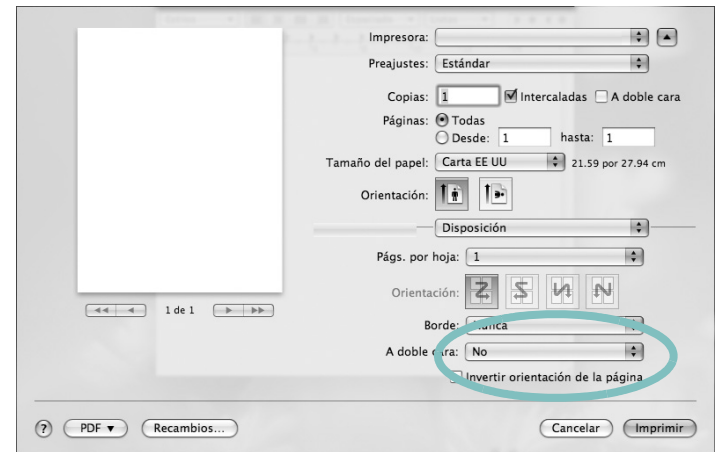 Impresora:
Preajustes: Estándar
Copias: 1 Intercaladas A doble cara
Páginas: Todas
Desde: 1 hasta: 1
Tamaño del papel: Carta EE UU 21.59 por 27.94 cm
Orientación:
Disposición
Págs. por hoja: 1
Orientación:
Borde: Nunca
A doble cara: No
Invertir orientación de la página
1 de 1
? PDF Recambios... Cancelar Imprimir